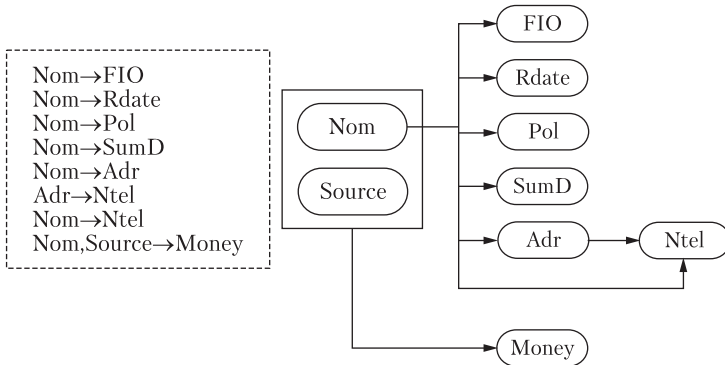 Nom→FIO
Nom→Rdate
Nom→Pol
Nom→SumD
Nom→Adr
Adr→Ntel
Nom→Ntel
Nom,Source→Money
Nom
Source
FIO
Rdate
Pol
SumD
Adr
Ntel
Money